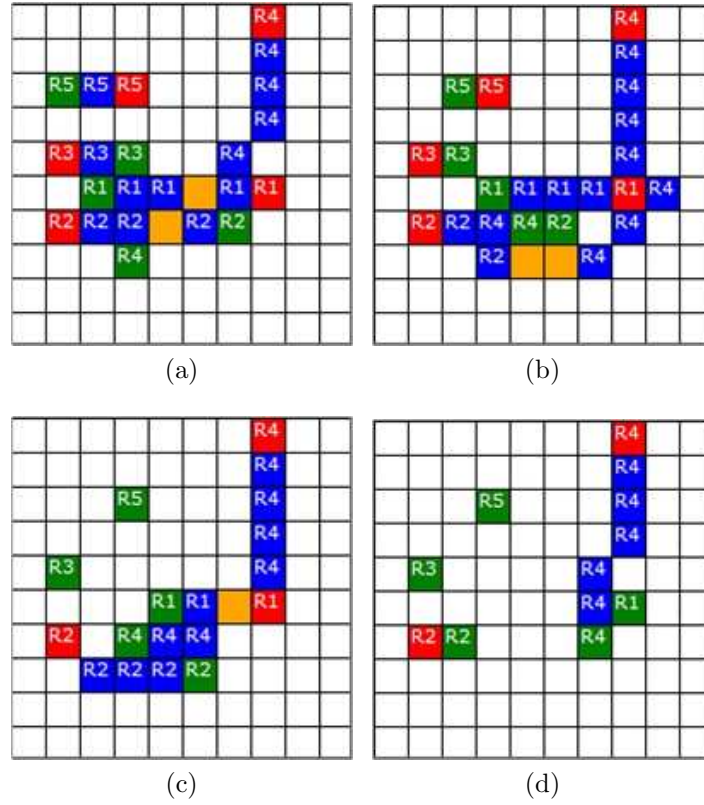 R4
R4
R5 R5 R5 R4
R4
R3 R3 R3 R4
R1 R1 R1 R1 R1
R2 R2 R2 R2 R2
R4
(a)
R4
R4
R5 R5 R4
R4
R3 R3 R4
R1 R1 R1 R1 R1 R4
R2 R2 R4 R4 R2 R4
R2 R4
(b)
R4
R4
R5 R4
R4
R3 R4
R1 R1 R1
R2 R4 R4 R4
R2 R2 R2 R2
(c)
R4
R4
R5 R4
R4
R3 R4
R4 R1
R2 R2 R4
(d)